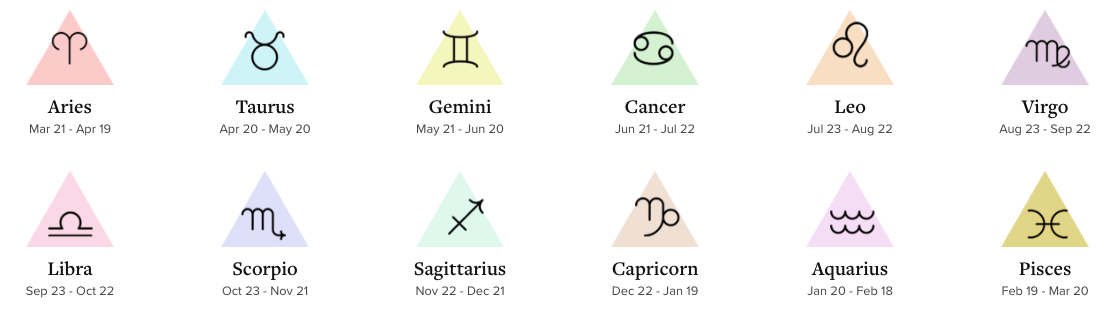 Aries
Taurus
Gemini
Cancer
Leo
Virgo
Mar 21 - Apr 19
Apr 20 - May 20
May 21 - Jun 20
Jun 21 - Jul 22
Jul 23 - Aug 22
Aug 23 - Sep 22
Libra
Scorpio
Sagittarius
Capricorn
Aquarius
Pisces
Sep 23 - Oct 22
Oct 23 - Nov 21
Nov 22 - Dec 21
Dec 22 - Jan 19
Jan 20 - Feb 18
Feb 19 - Mar 20